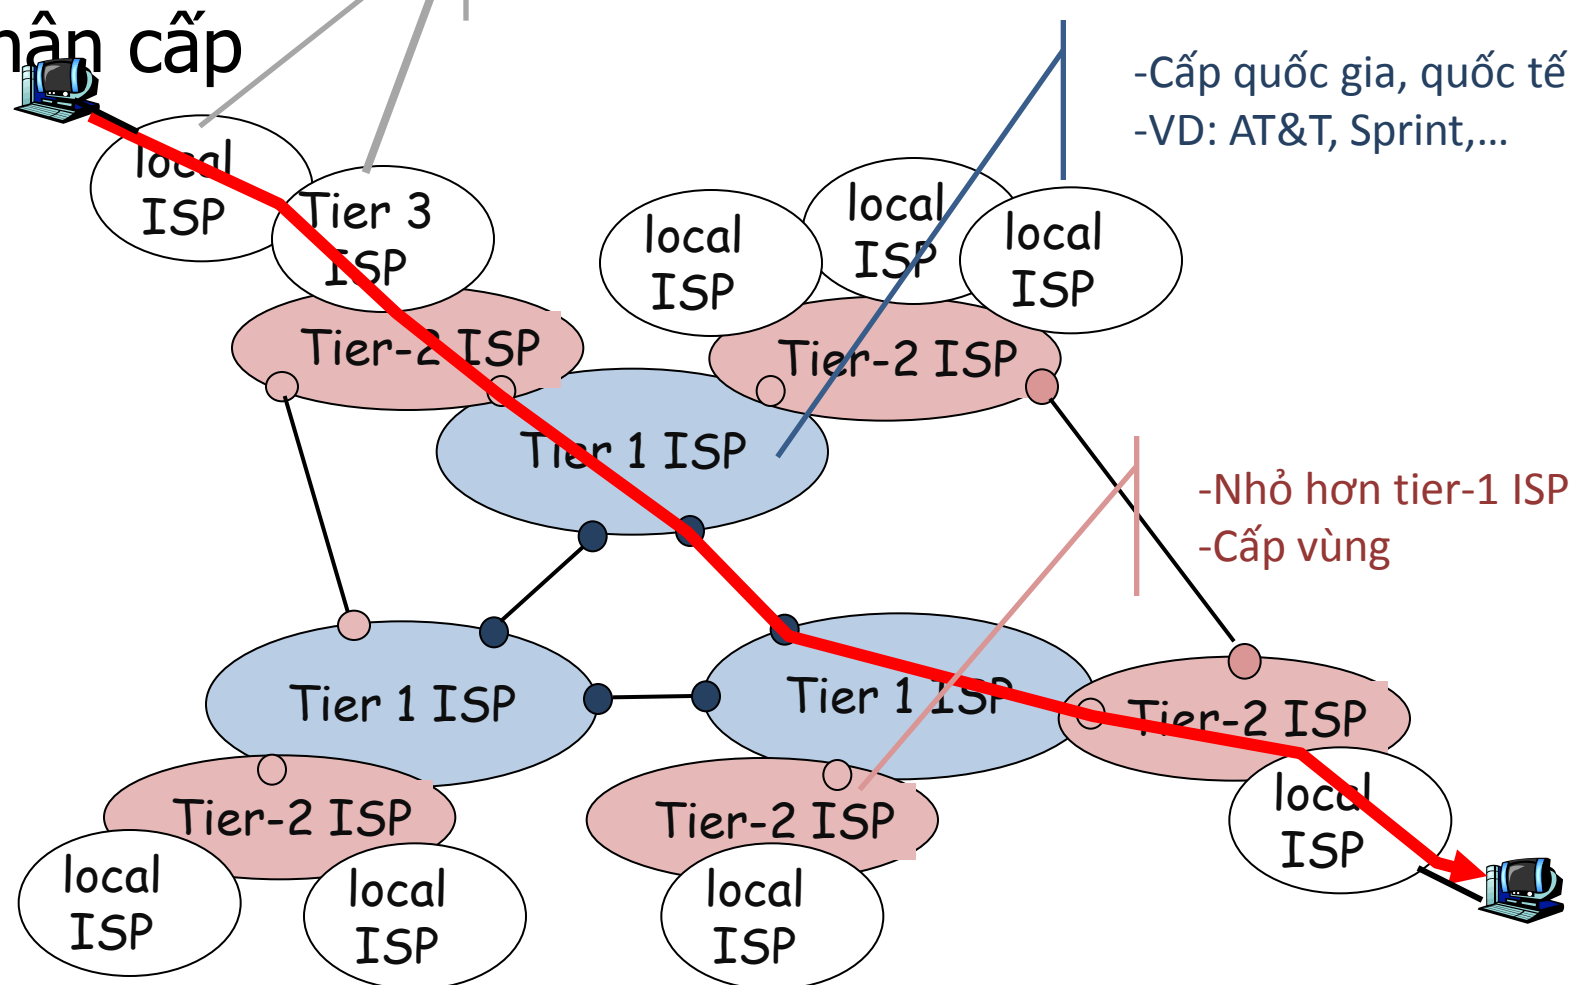 hân cấp
-Cấp quốc gia, quốc tế
-VD: AT&T, Sprint,...
local
ISP
Tier 3
ISP
local
ISP
local
ISP
local
ISP
Tier-2 ISP
Tier-2 ISP
Tier 1 ISP
-Nhỏ hơn tier-1 ISP
-Cấp vùng
Tier 1 ISP
Tier 1 ISP
Tier-2 ISP
Tier-2 ISP
Tier-2 ISP
local
ISP
local
ISP
local
ISP
local
ISP